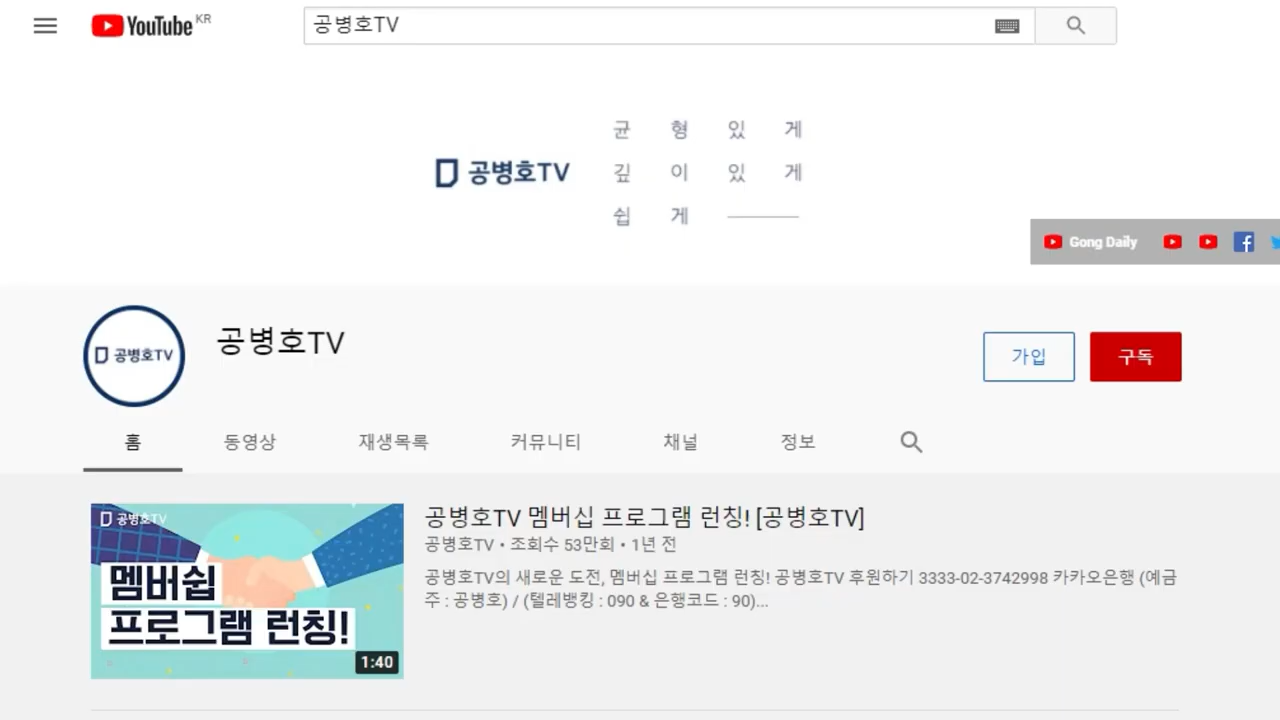 YouTube KR
공병호TV
균 형 있 게
공병호TV
깊 이 있 게
쉽 게
Gong Daily
공병호TV
공병호TV
가입
구독
홈
동영상
재생목록
커뮤니티
채널
정보
공병호TV
멤버쉽
프로그램 런칭!
1:40
공병호TV 멤버십 프로그램 런칭! [공병호TV]
공병호TV • 조회수 53만회 • 1년 전
공병호TV의 새로운 도전, 멤버십 프로그램 런칭! 공병호TV 후원하기 3333-02-3742998 카카오은행 (예금
주 : 공병호) / (텔레뱅킹 : 090 & 은행코드 : 90)...